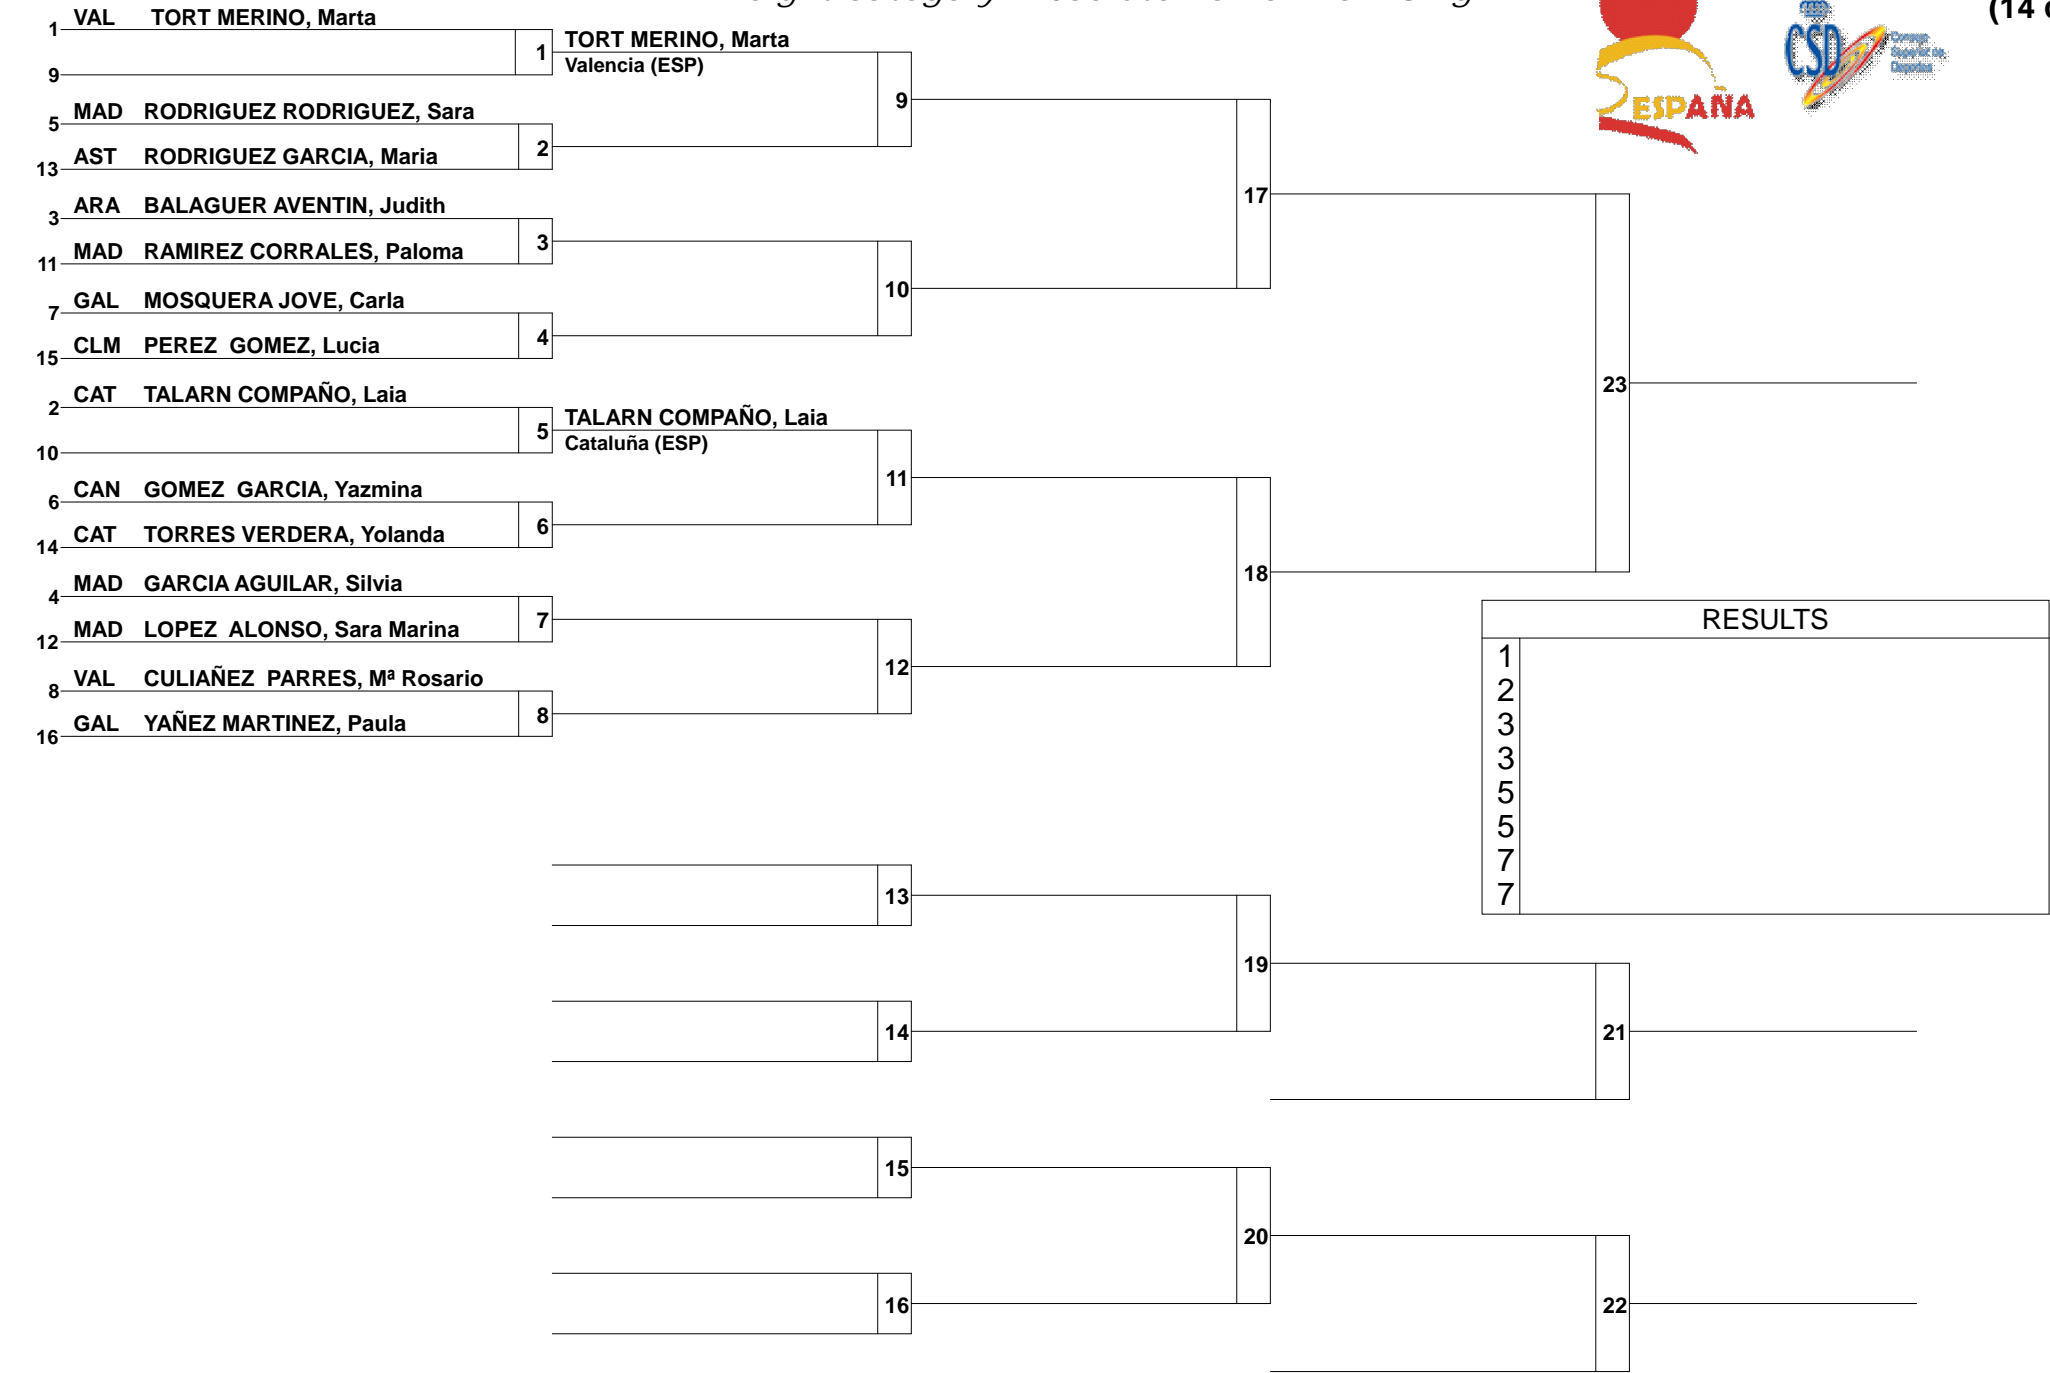 (14
CSD
Consejo
Superior de
Deportes
ESPAÑA
1 VAL TORT MERINO, Marta
9
1
TORT MERINO, Marta
Valencia (ESP)
5 MAD RODRIGUEZ RODRIGUEZ, Sara
13 AST RODRIGUEZ GARCIA, Maria
2
9
3 ARA BALAGUER AVENTIN, Judith
11 MAD RAMIREZ CORRALES, Paloma
3
17
7 GAL MOSQUERA JOVE, Carla
15 CLM PEREZ GOMEZ, Lucia
4
10
2 CAT TALARN COMPAÑO, Laia
10
5
TALARN COMPAÑO, Laia
Cataluña (ESP)
23
6 CAN GOMEZ GARCIA, Yazmina
14 CAT TORRES VERDERA, Yolanda
6
11
4 MAD GARCIA AGUILAR, Silvia
12 MAD LOPEZ ALONSO, Sara Marina
7
18
8 VAL CULIAÑEZ PARRES, Mª Rosario
16 GAL YAÑEZ MARTINEZ, Paula
8
12
RESULTS
1
2
3
3
5
5
7
7
13
19
14
21
15
20
16
22